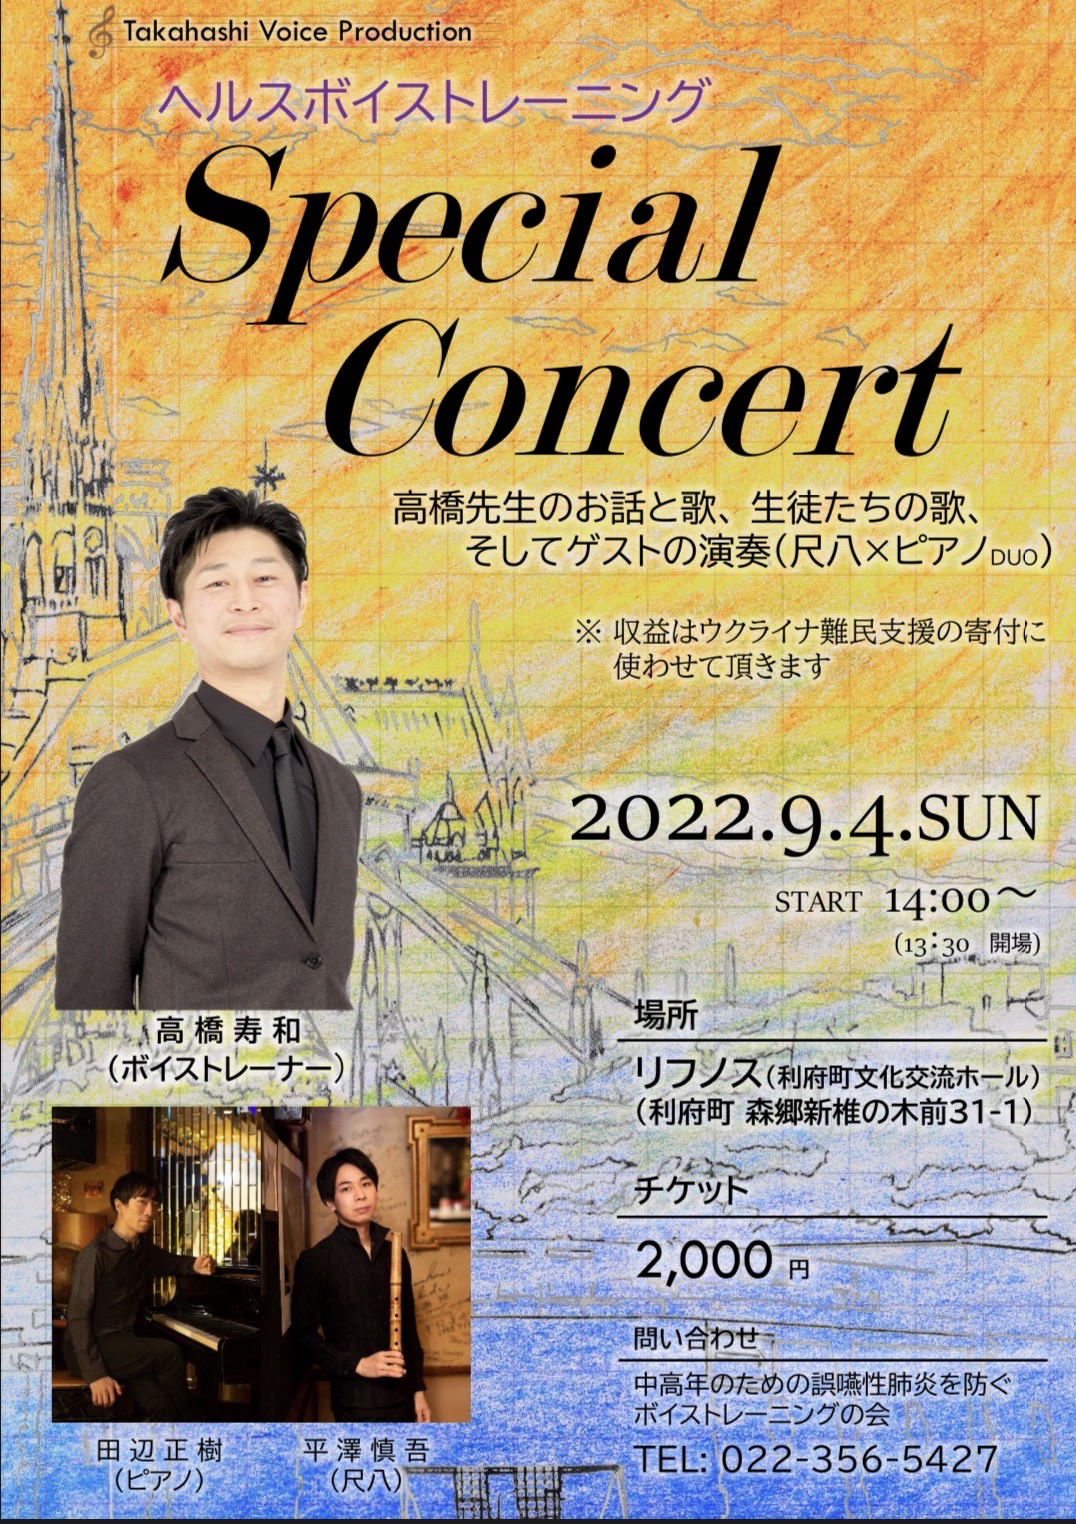 Takahashi Voice Production
ヘルスボイストレーニング
Special
Concert
高橋先生のお話と歌、生徒たちの歌、
そしてゲストの演奏(尺八×ピアノDUO)
※ 収益はウクライナ難民支援の寄付に
使わせて頂きます
2022.9.4.SUN
START 14:00〜
(13:30 開場)
高橋寿和
(ボイストレーナー)
場所
リフノス(利府町文化交流ホール)
(利府町 森郷新椎の木前31-1)
チケット
2,000 円
問い合わせ
中高年のための誤嚥性肺炎を防ぐ
ボイストレーニングの会
TEL: 022-356-5427
田辺正樹
(ピアノ)
平澤慎吾
(尺八)